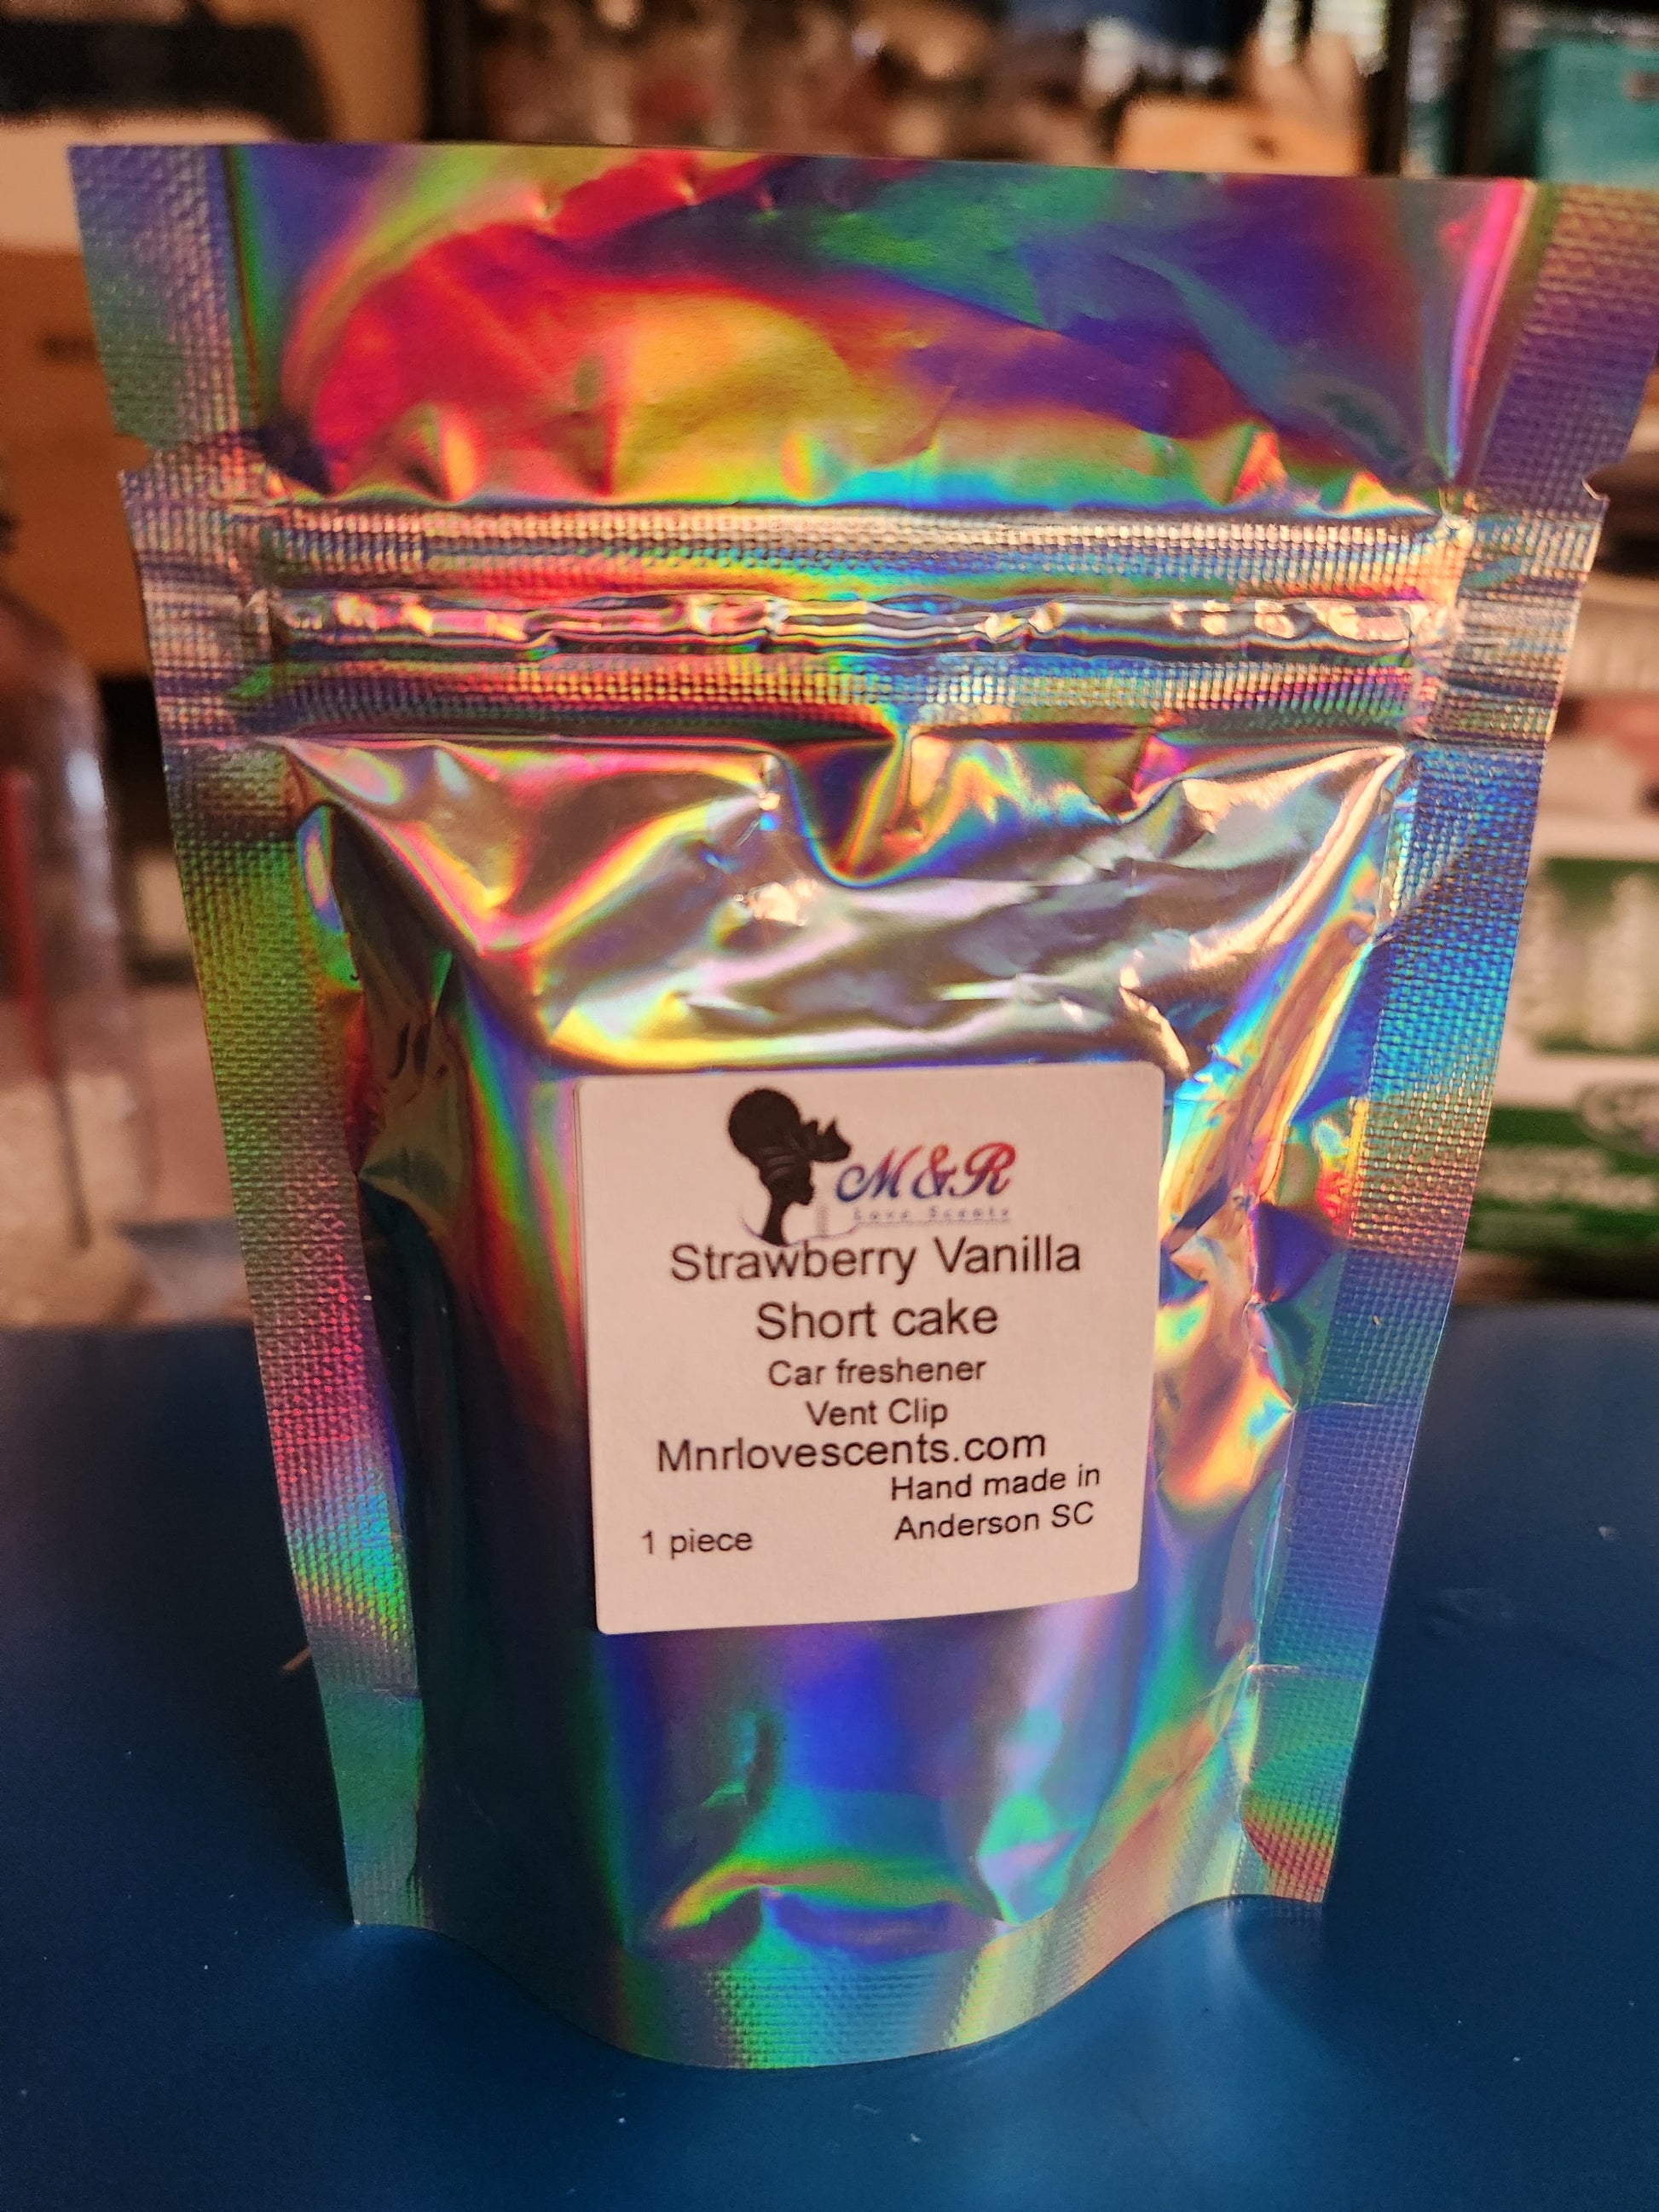 M&R
Love Scents
Strawberry Vanilla
Short cake
Car freshener
Vent Clip
Mnrlovescents.com
Hand made in
Anderson SC
1 piece